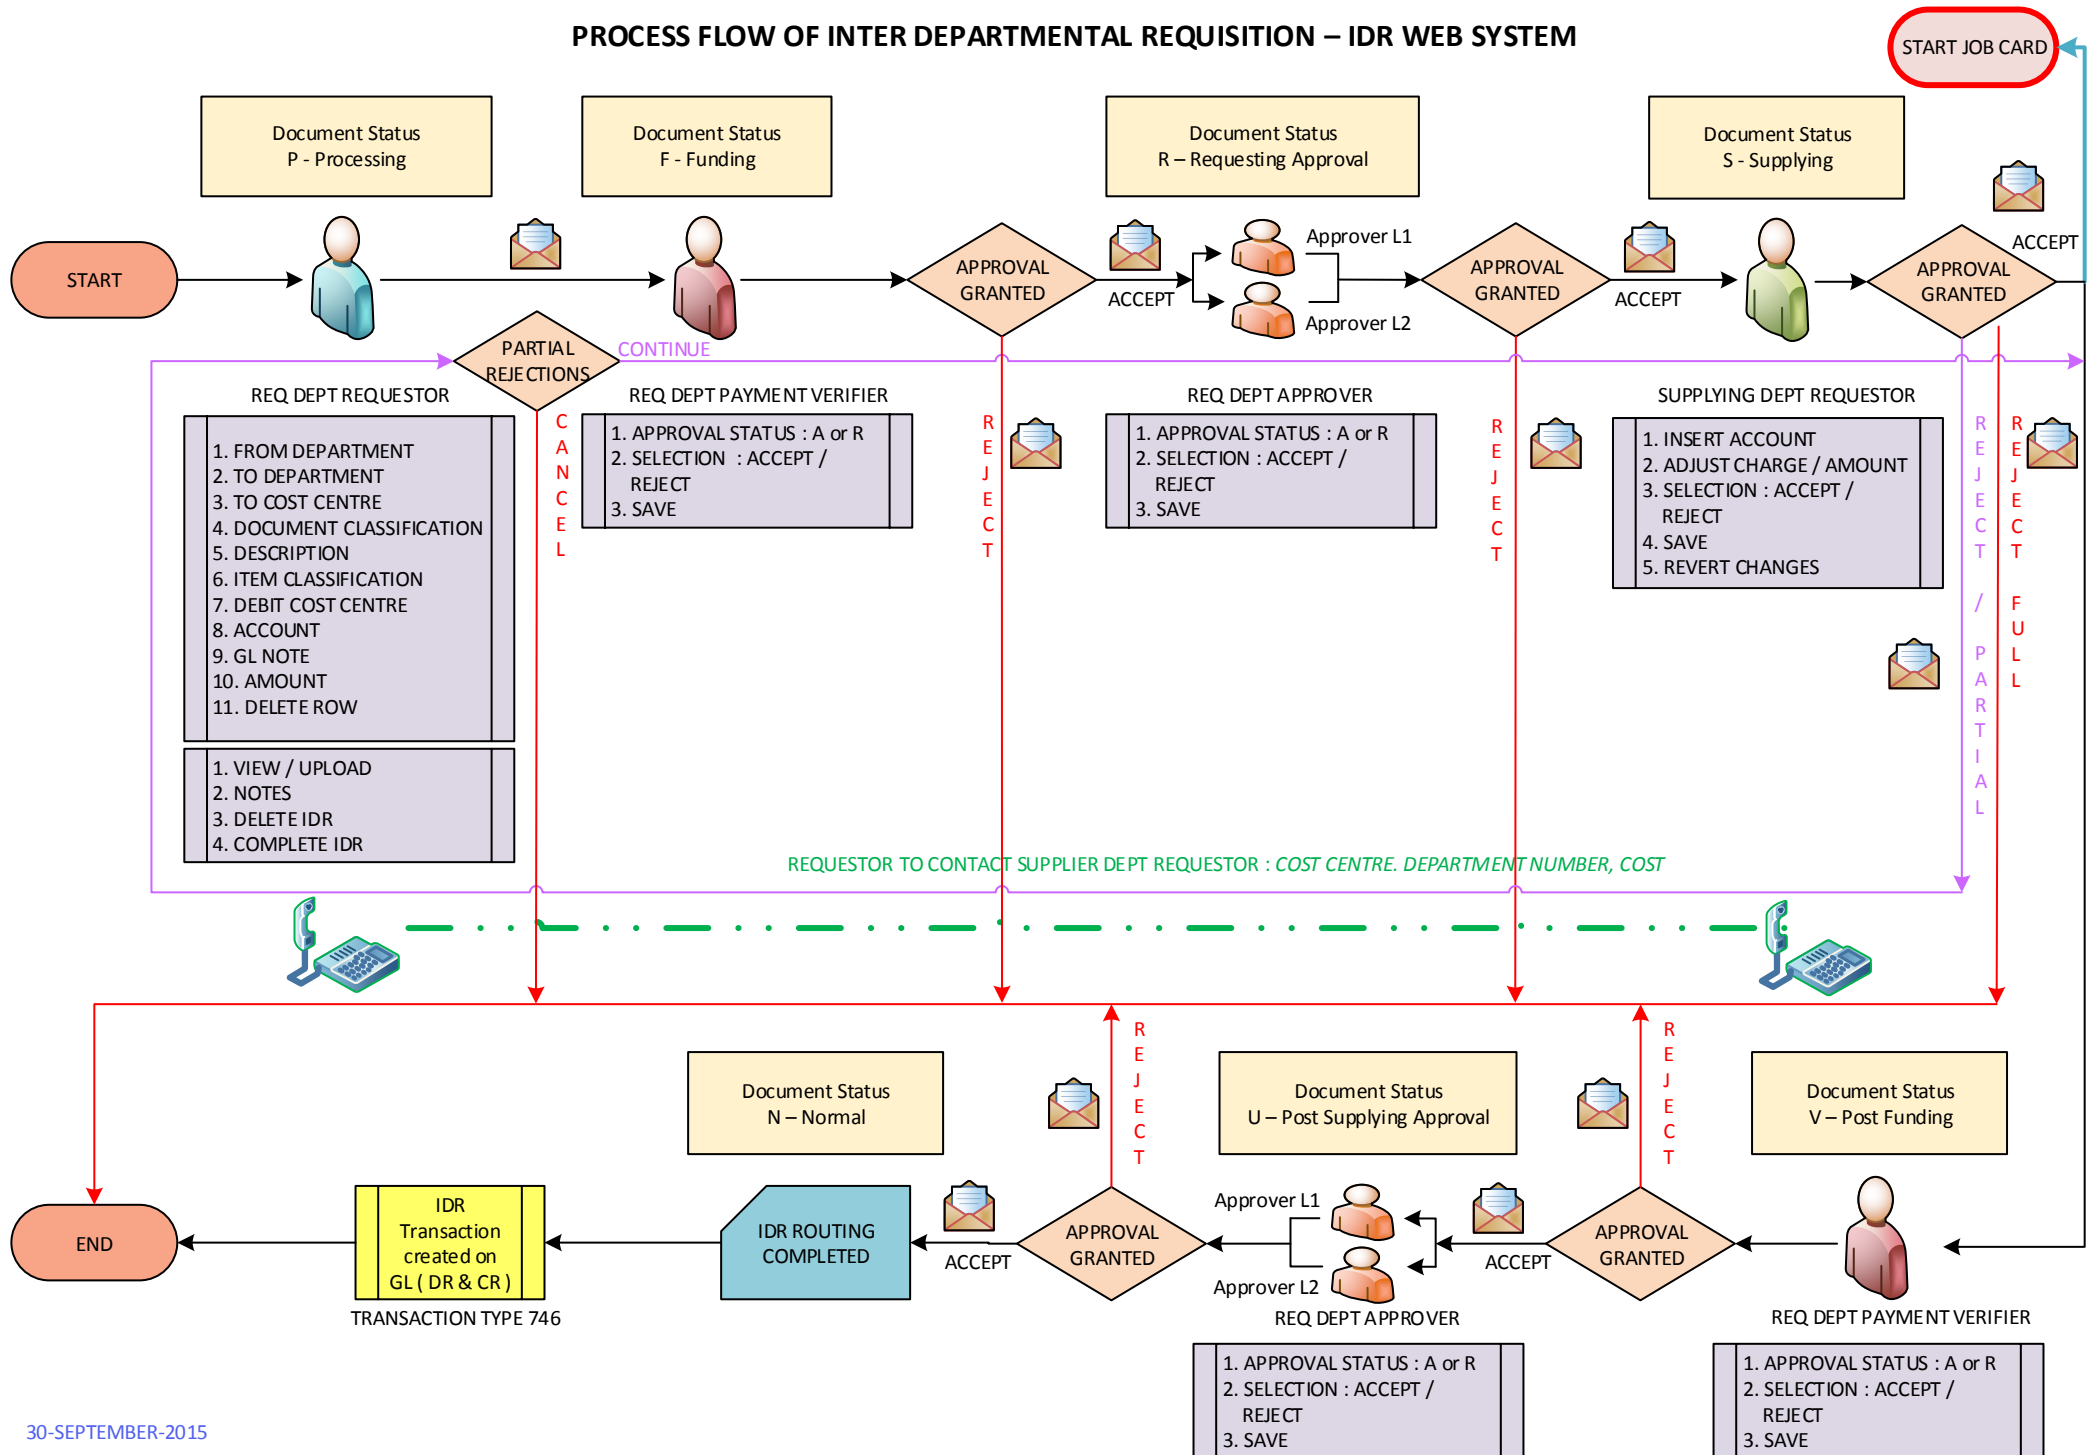 PROCESS FLOW OF INTER DEPARTMENTAL REQUISITION – IDR WEB SYSTEM
START JOB CARD
Document Status
P - Processing
Document Status
F - Funding
Document Status
R – Requesting Approval
Document Status
S - Supplying
START
APPROVAL
GRANTED
ACCEPT
Approver L1
Approver L2
APPROVAL
GRANTED
ACCEPT
APPROVAL
GRANTED
ACCEPT
PARTIAL
REJECTIONS
CONTINUE
CANCEL
REQ DEPT REQUESTOR
1. FROM DEPARTMENT
2. TO DEPARTMENT
3. TO COST CENTRE
4. DOCUMENT CLASSIFICATION
5. DESCRIPTION
6. ITEM CLASSIFICATION
7. DEBIT COST CENTRE
8. ACCOUNT
9. GL NOTE
10. AMOUNT
11. DELETE ROW
1. VIEW / UPLOAD
2. NOTES
3. DELETE IDR
4. COMPLETE IDR
REQ DEPT PAYMENT VERIFIER
1. APPROVAL STATUS : A or R
2. SELECTION : ACCEPT /
REJECT
3. SAVE
REJECT
REQ DEPT APPROVER
1. APPROVAL STATUS : A or R
2. SELECTION : ACCEPT /
REJECT
3. SAVE
REJECT
SUPPLYING DEPT REQUESTOR
1. INSERT ACCOUNT
2. ADJUST CHARGE / AMOUNT
3. SELECTION : ACCEPT /
REJECT
4. SAVE
5. REVERT CHANGES
REJECT / PARTIAL
REJECT FULL
REQUESTOR TO CONTACT SUPPLIER DEPT REQUESTOR : COST CENTRE. DEPARTMENT NUMBER, COST
REJECT
REJECT
Document Status
N – Normal
Document Status
U – Post Supplying Approval
Document Status
V – Post Funding
END
IDR
Transaction
created on
GL ( DR & CR )
TRANSACTION TYPE 746
IDR ROUTING
COMPLETED
ACCEPT
APPROVAL
GRANTED
Approver L1
Approver L2
ACCEPT
APPROVAL
GRANTED
REQ DEPT APPROVER
1. APPROVAL STATUS : A or R
2. SELECTION : ACCEPT /
REJECT
3. SAVE
REQ DEPT PAYMENT VERIFIER
1. APPROVAL STATUS : A or R
2. SELECTION : ACCEPT /
REJECT
3. SAVE
30-SEPTEMBER-2015